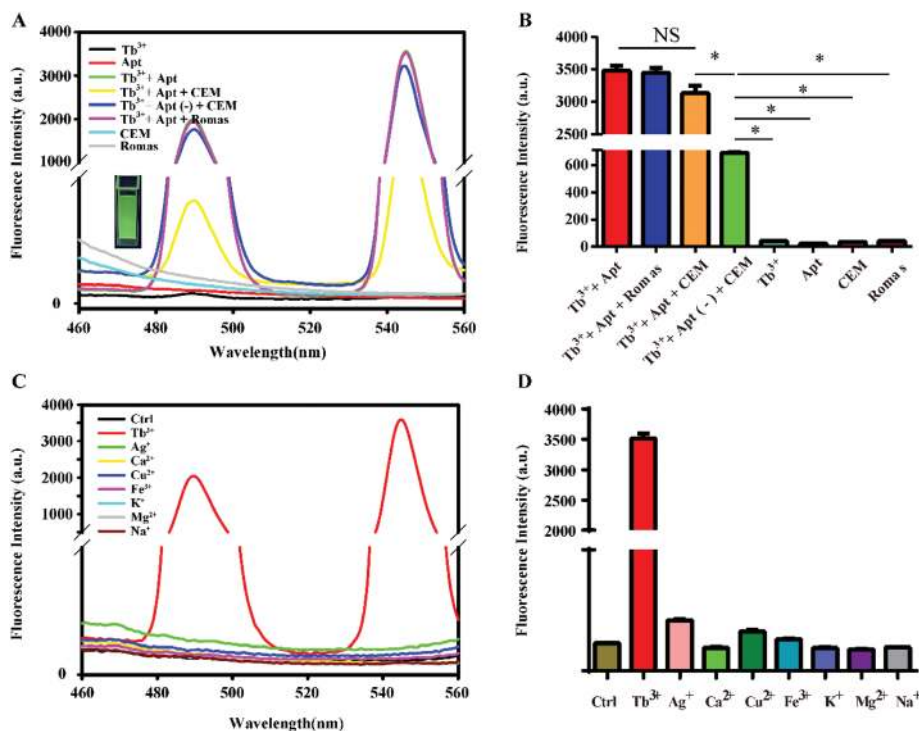 A
Fluorescence Intensity (a.u.)
4000
3000
2000
1000
0
Tb³⁺
Apt
Tb³⁺ + Apt
Tb³⁺ + Apt + CEM
Tb³⁺ Apt (-) + CEM
Tb³⁺ + Apt + Romas
CEM
Romas
460 480 500 520 540 560
Wavelength(nm)
B
Fluorescence Intensity (a.u.)
4000
3500
3000
2500
600
400
200
0
NS
*
*
*
*
*
Tb³⁺+ Apt
Tb³⁺+ Apt + Romas
Tb³⁺+ Apt + CEM
Tb³⁺+ Apt (-) + CEM
Tb³⁺
Apt
CEM
Romas
C
Fluorescence Intensity (a.u.)
4000
3000
2000
1000
0
Ctrl
Tb³⁺
Ag⁺
Ca²⁺
Cu²⁺
Fe³⁺
K⁺
Mg²⁺
Na⁺
460 480 500 520 540 560
Wavelength(nm)
D
Fluorescence Intensity (a.u.)
4000
3500
3000
2500
2000
Ctrl Tb³⁺ Ag⁺ Ca²⁺ Cu²⁺ Fe³⁺ K⁺ Mg²⁺ Na⁺